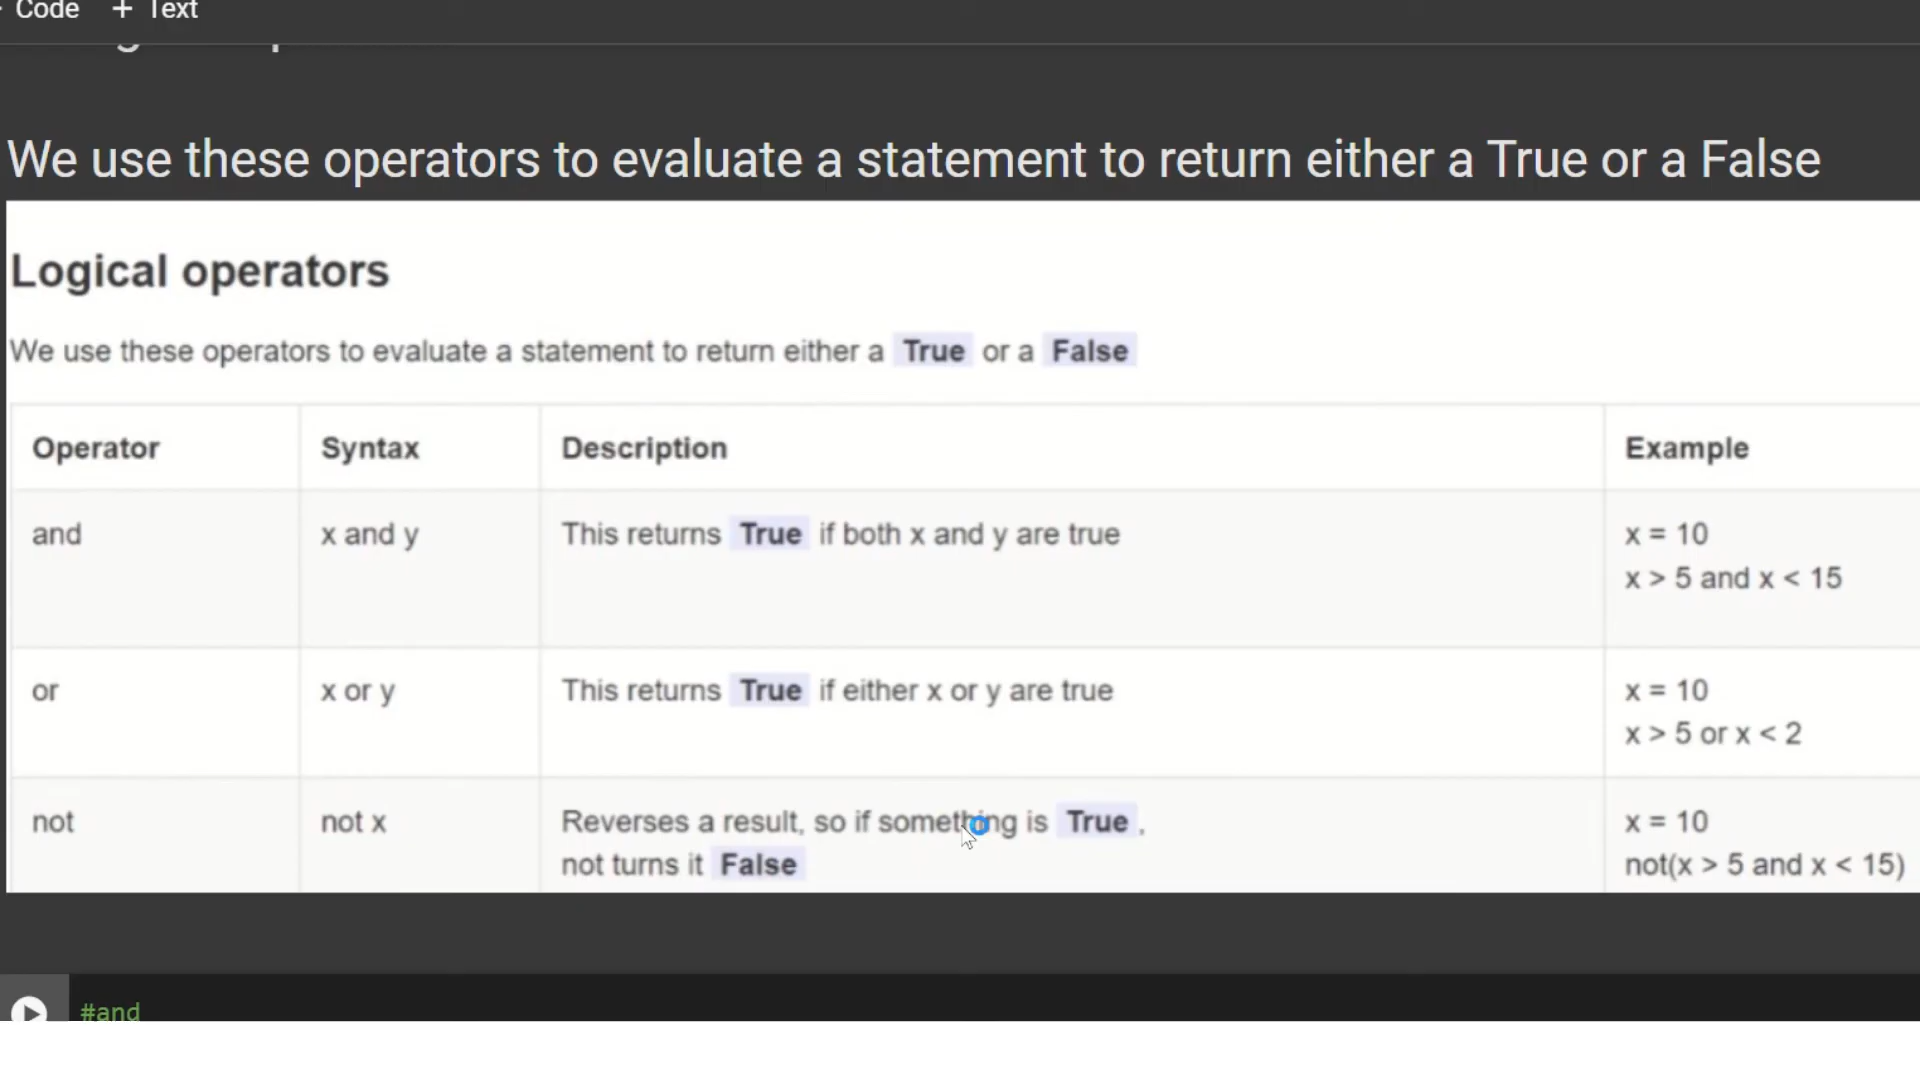 Code + Text
We use these operators to evaluate a statement to return either a True or a False
Logical operators
We use these operators to evaluate a statement to return either a True or a False
Operator Syntax Description Example
and x and y This returns True if both x and y are true x = 10
x > 5 and x < 15
or x or y This returns True if either x or y are true x = 10
x > 5 or x < 2
not not x Reverses a result, so if something is True, x = 10
not turns it False not(x > 5 and x < 15)
#and